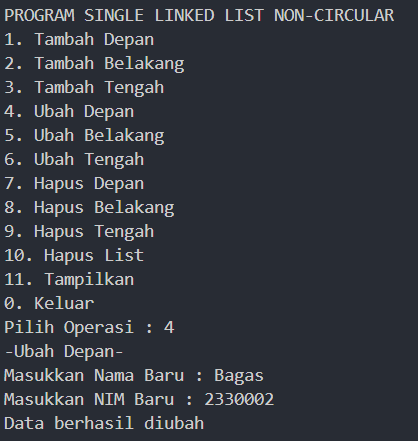 PROGRAM SINGLE LINKED LIST NON-CIRCULAR
1. Tambah Depan
2. Tambah Belakang
3. Tambah Tengah
4. Ubah Depan
5. Ubah Belakang
6. Ubah Tengah
7. Hapus Depan
8. Hapus Belakang
9. Hapus Tengah
10. Hapus List
11. Tampilkan
0. Keluar
Pilih Operasi : 4
-Ubah Depan-
Masukkan Nama Baru : Bagas
Masukkan NIM Baru : 2330002
Data berhasil diubah